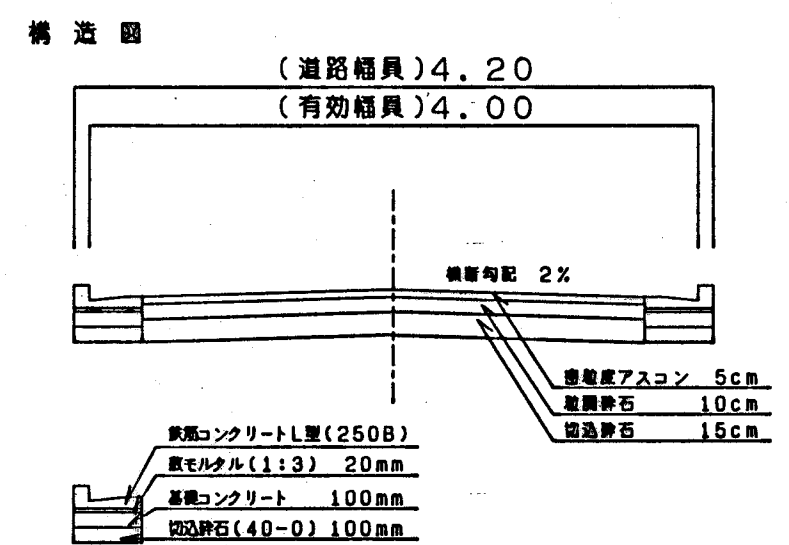 構造図
(道路幅員)4.20
(有効幅員)4.00
横断勾配 2%
密粒度アスコン 5cm
粒調砕石 10cm
切込砕石 15cm
鉄筋コンクリートL型(250B)
敷モルタル(1:3) 20mm
基礎コンクリート 100mm
切込砕石(40-0) 100mm